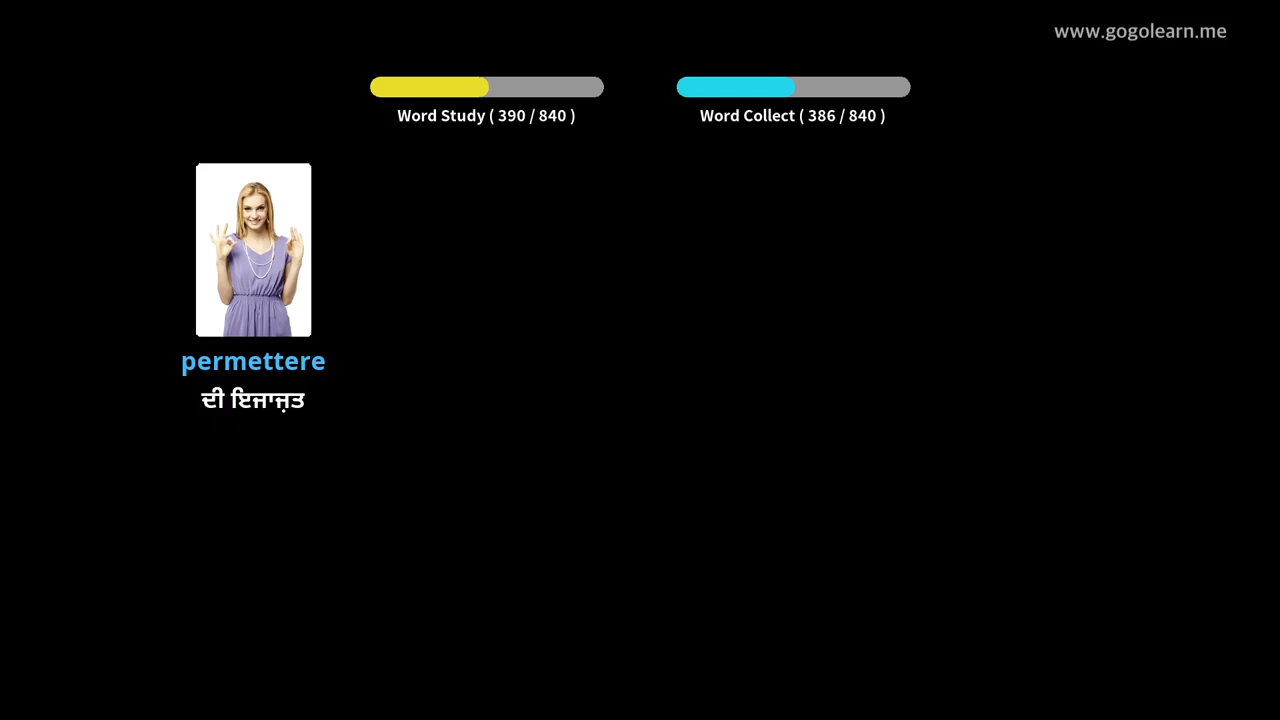 www.gogolearn.me
Word Study ( 390 / 840 )
Word Collect ( 386 / 840 )
permettere
ਦੀ ਇਜਾਜ਼ਤ